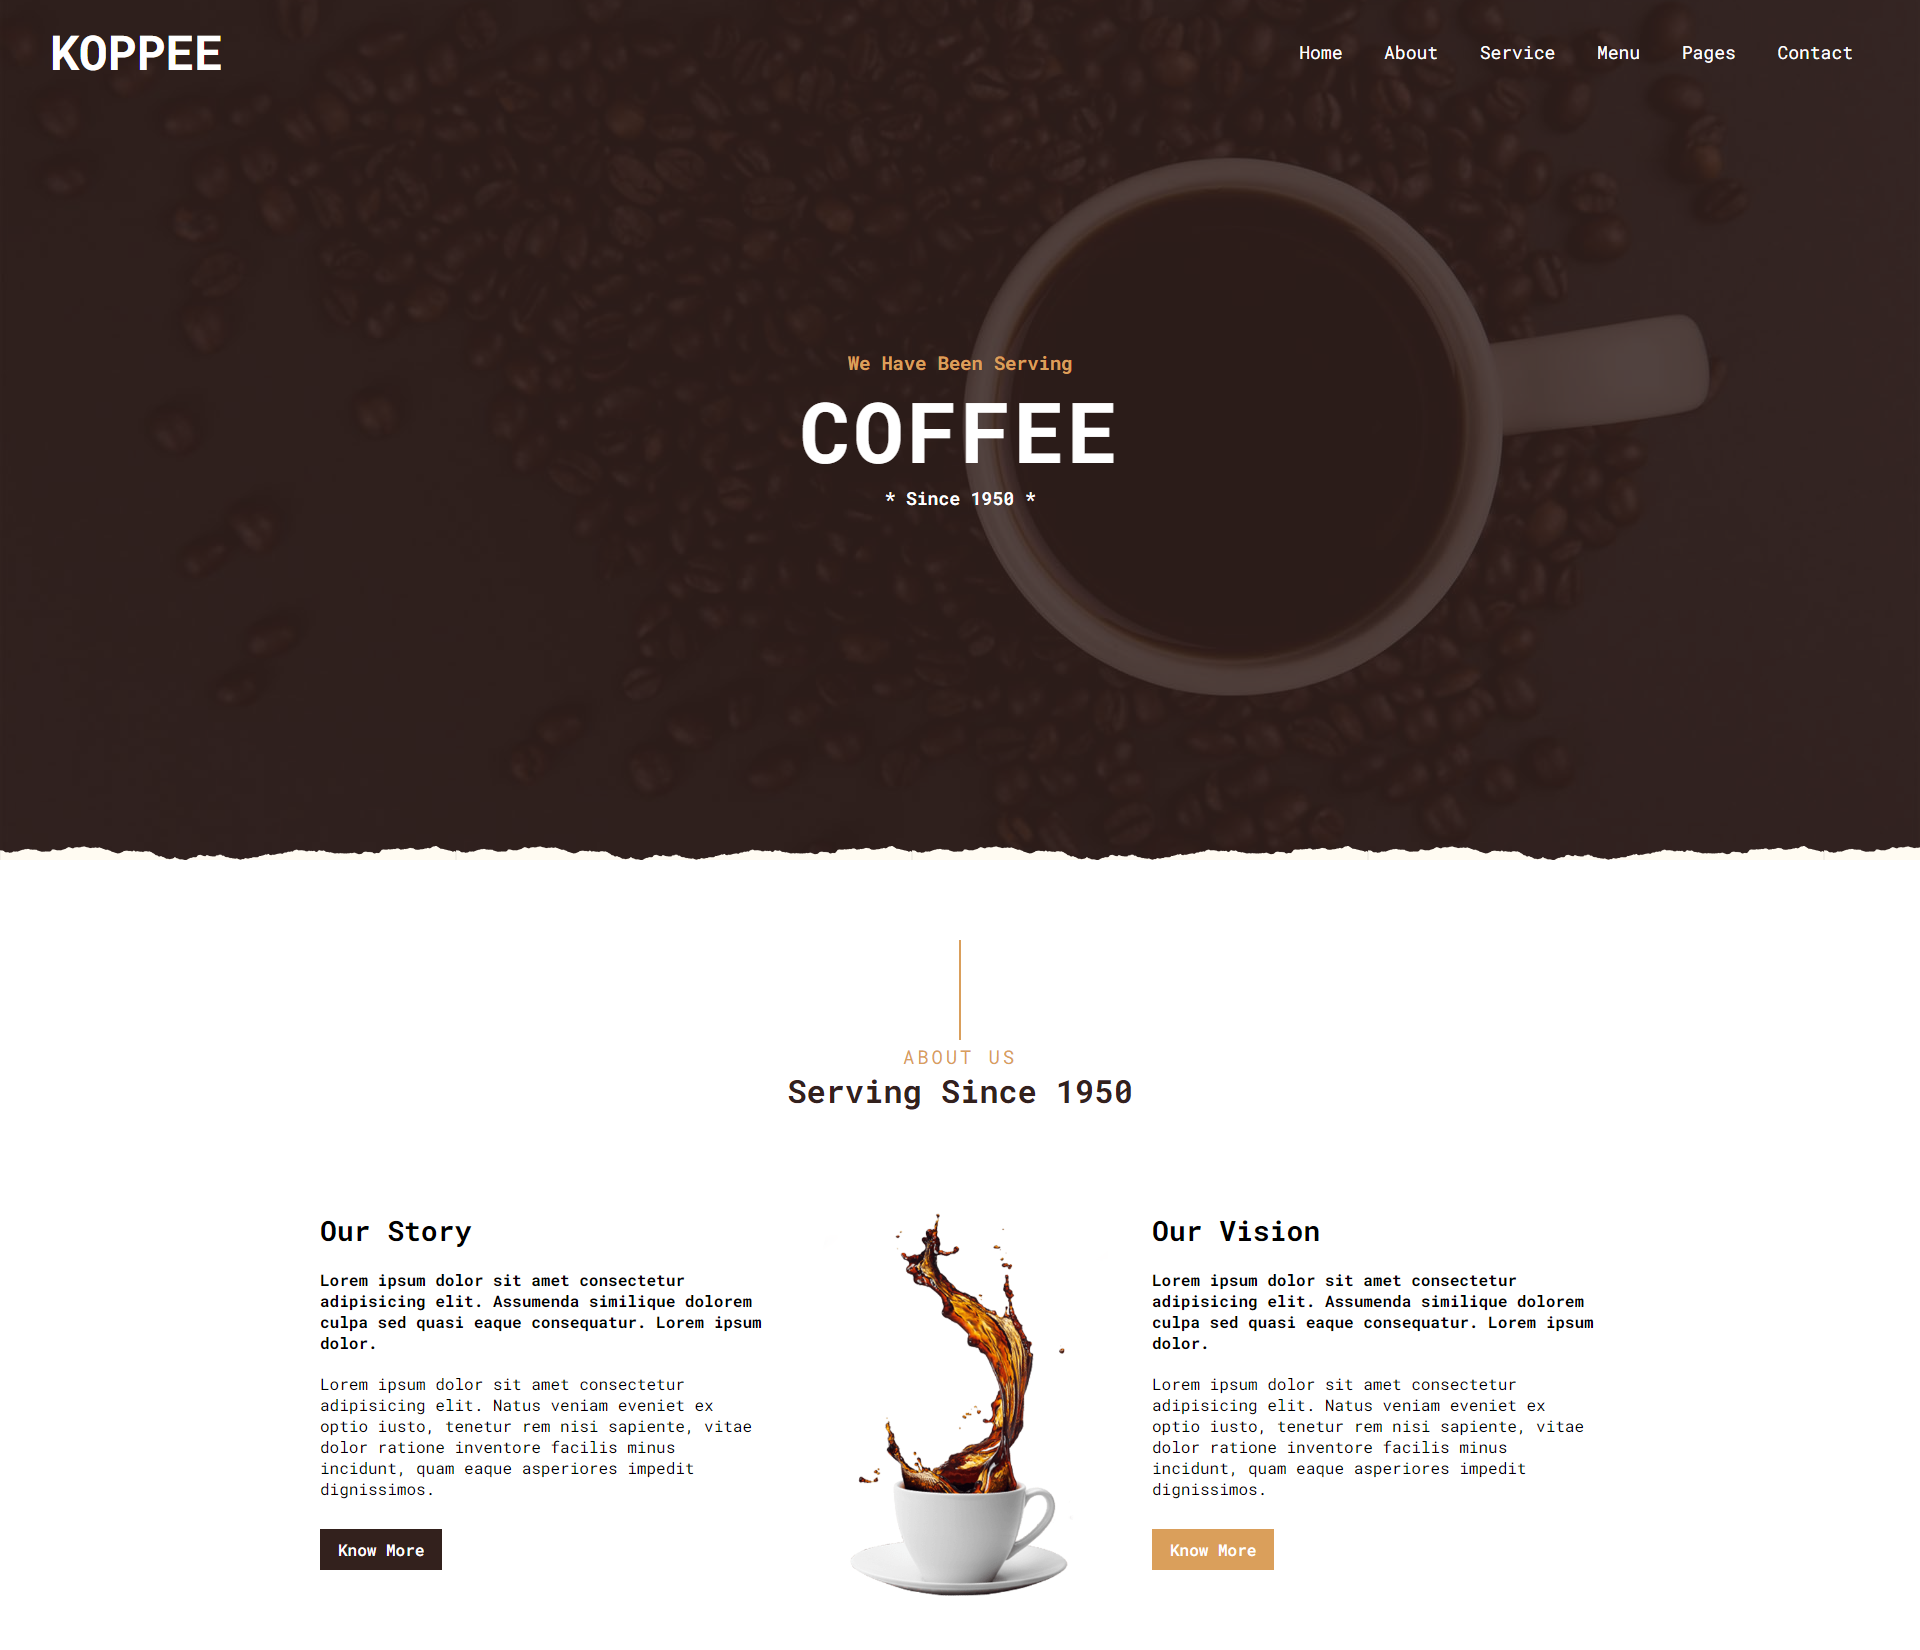 KOPPEE
Home About Service Menu Pages Contact
We Have Been Serving
COFFEE
* Since 1950 *
ABOUT US
Serving Since 1950
Our Story
Lorem ipsum dolor sit amet consectetur
adipisicing elit. Assumenda similique dolorem
culpa sed quasi eaque consequatur. Lorem ipsum
dolor.
Lorem ipsum dolor sit amet consectetur
adipisicing elit. Natus veniam eveniet ex
optio iusto, tenetur rem nisi sapiente, vitae
dolor ratione inventore facilis minus
incidunt, quam eaque asperiores impedit
dignissimos.
Know More
Our Vision
Lorem ipsum dolor sit amet consectetur
adipisicing elit. Assumenda similique dolorem
culpa sed quasi eaque consequatur. Lorem ipsum
dolor.
Lorem ipsum dolor sit amet consectetur
adipisicing elit. Natus veniam eveniet ex
optio iusto, tenetur rem nisi sapiente, vitae
dolor ratione inventore facilis minus
incidunt, quam eaque asperiores impedit
dignissimos.
Know More